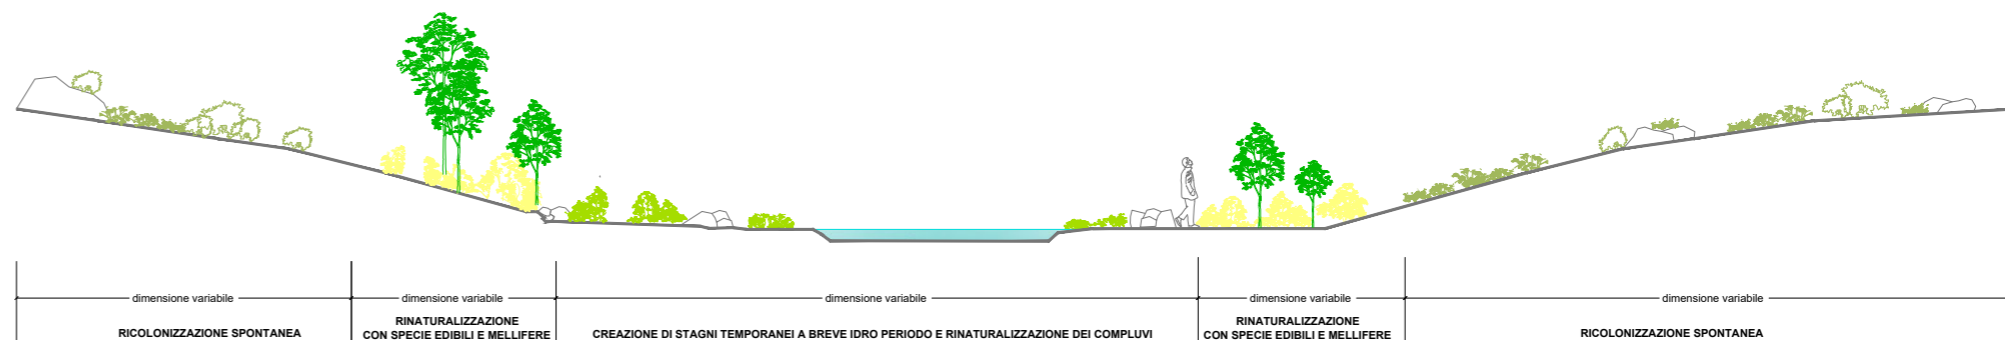 dimensione variabile
dimensione variabile
dimensione variabile
dimensione variabile
dimensione variabile
RICOLONIZZAZIONE SPONTANEA
RINATURALIZZAZIONE
CON SPECIE EDIBILI E MELLIFERE
CREAZIONE DI STAGNI TEMPORANEI A BREVE IDRO PERIODO E RINATURALIZZAZIONE DEI COMPLUVI
RINATURALIZZAZIONE
CON SPECIE EDIBILI E MELLIFERE
RICOLONIZZAZIONE SPONTANEA